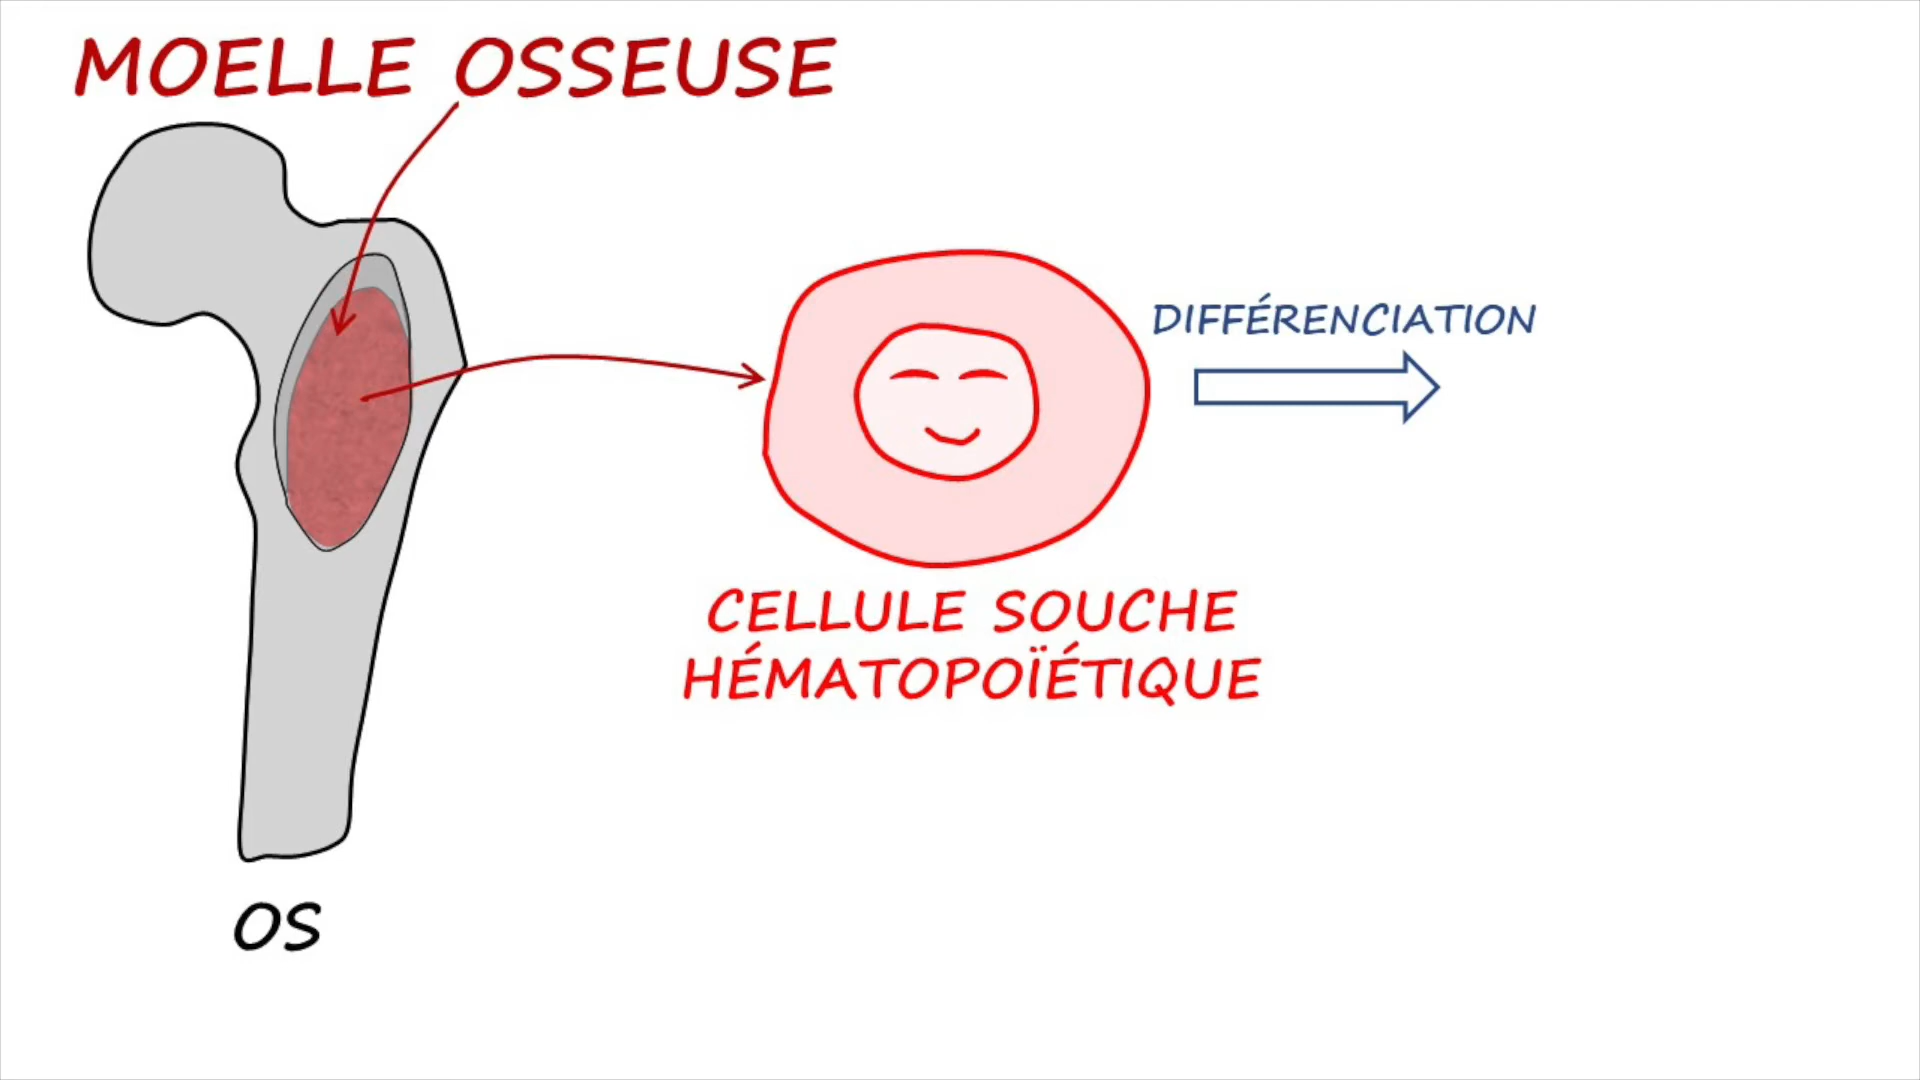 MOELLE OSSEUSE
DIFFÉRENCIATION
CELLULE SOUCHE
HÉMATOPOÏÉTIQUE
OS